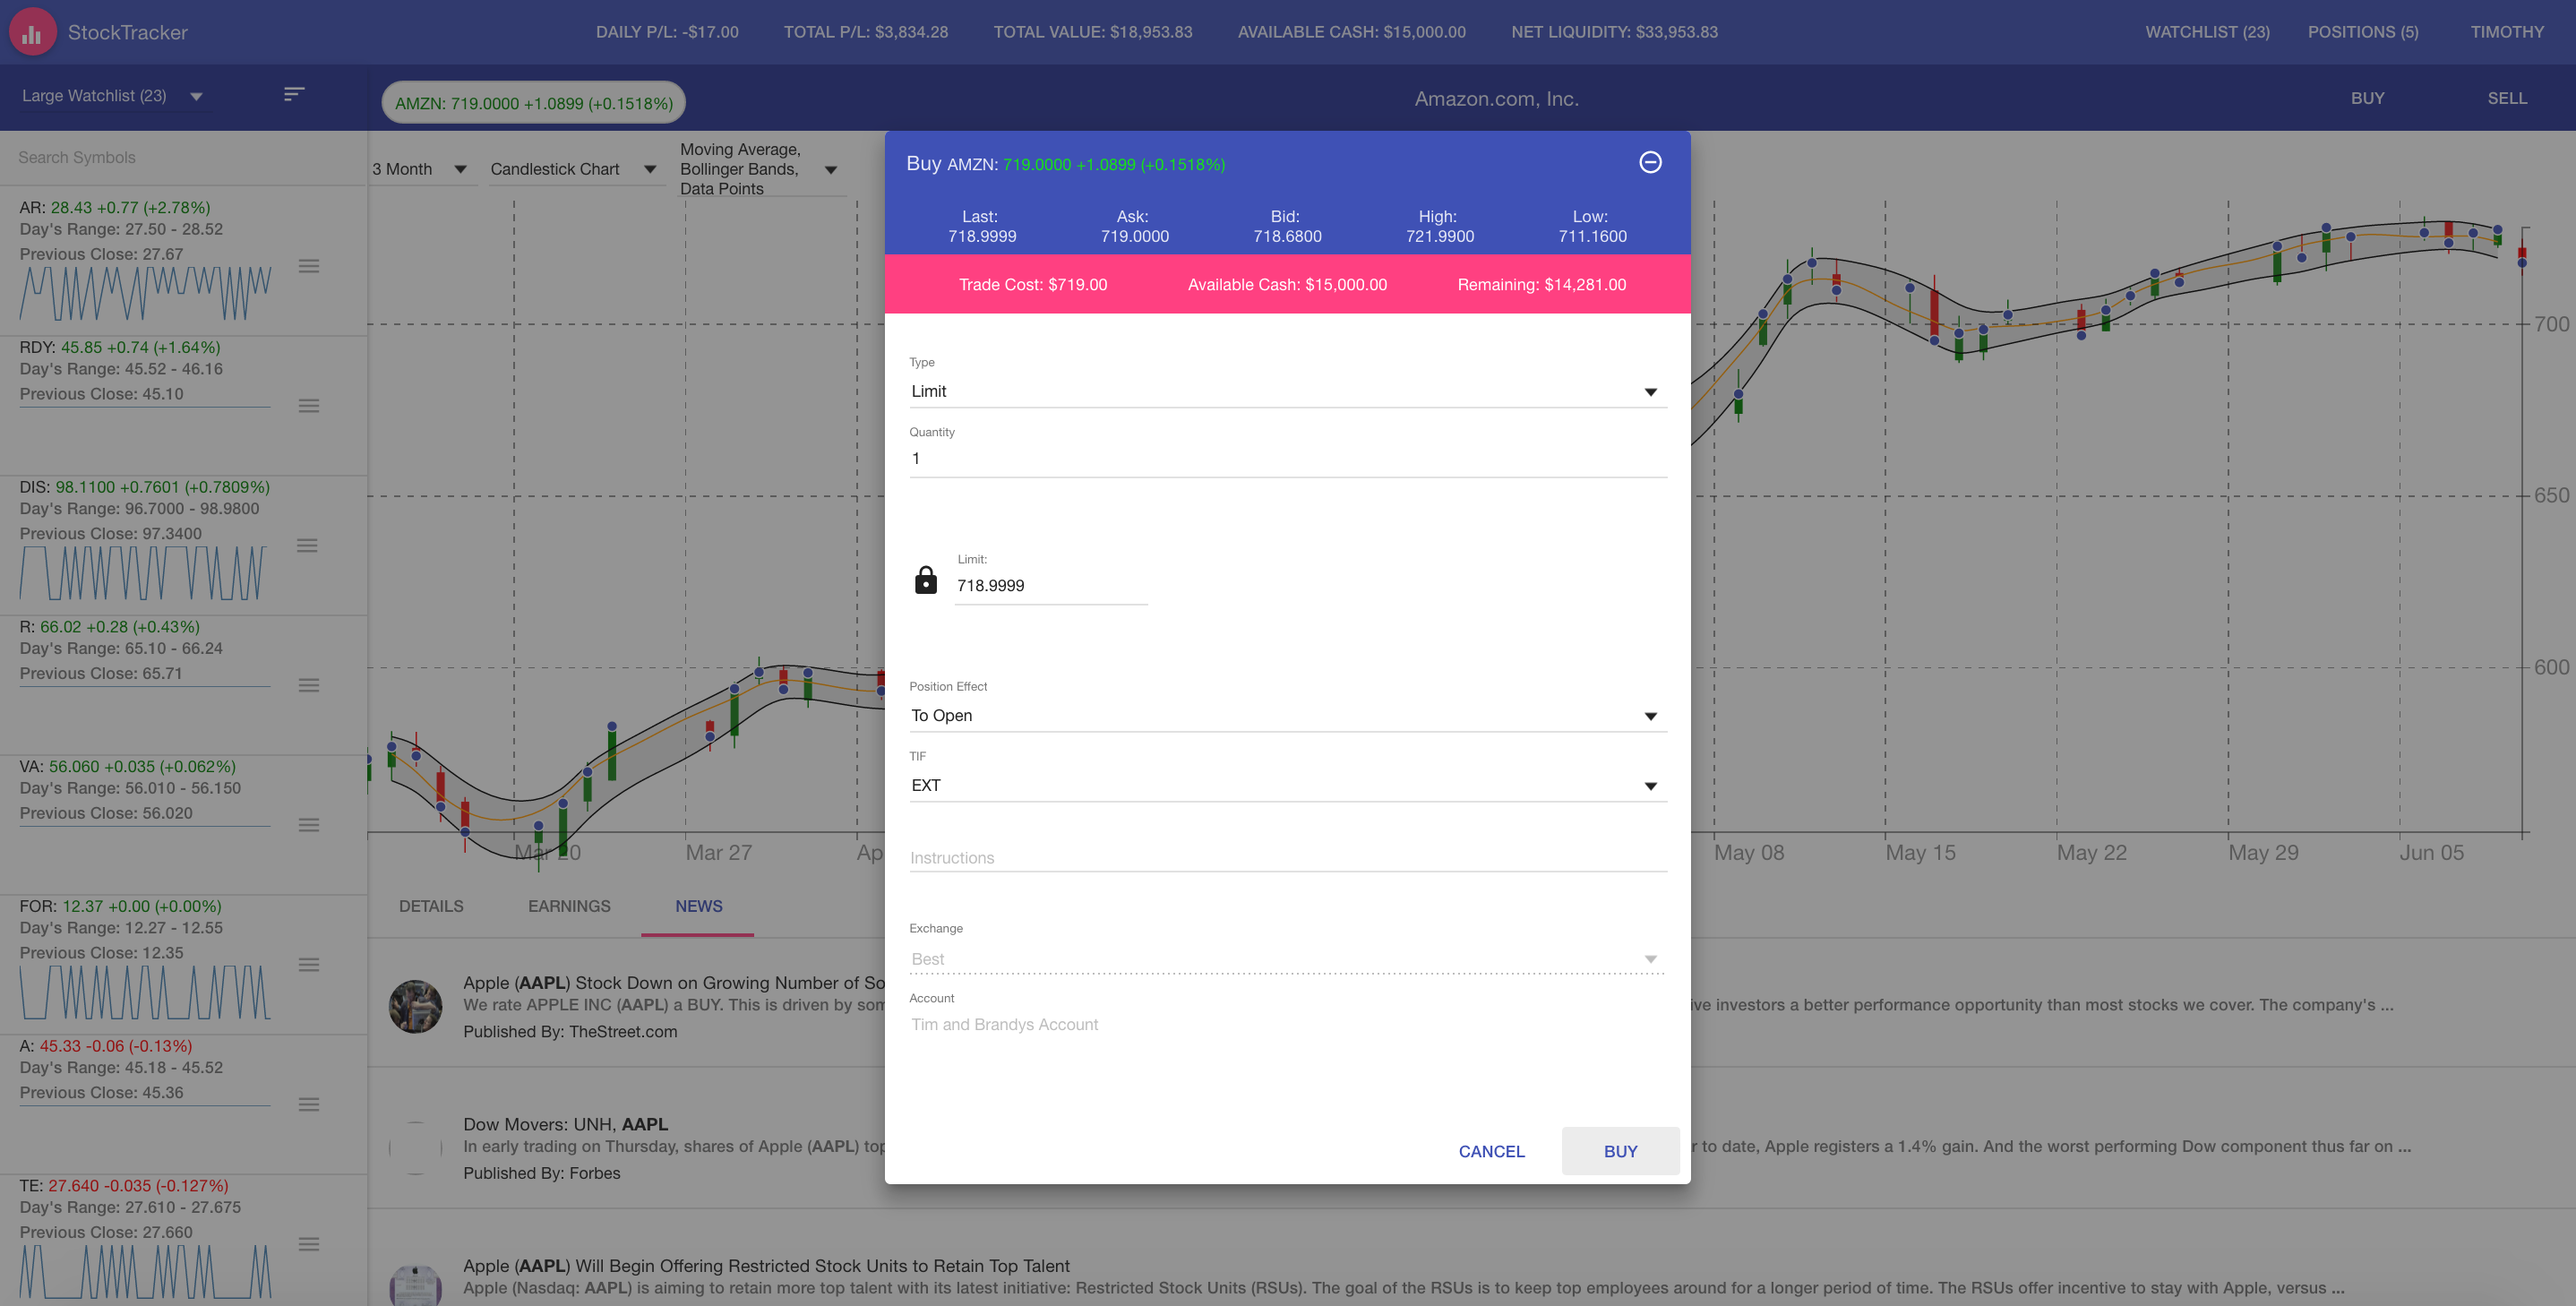 StockTracker
DAILY P/L: -$17.00
TOTAL P/L: $3,834.28
TOTAL VALUE: $18,953.83
AVAILABLE CASH: $15,000.00
NET LIQUIDITY: $33,953.83
WATCHLIST (23)
POSITIONS (5)
TIMOTHY
Large Watchlist (23)
AMZN: 719.0000 +1.0899 (+0.1518%)
Amazon.com, Inc.
BUY
SELL
Search Symbols
AR: 28.43 +0.77 (+2.78%)
Day's Range: 27.50 - 28.52
Previous Close: 27.67
RDY: 45.85 +0.74 (+1.64%)
Day's Range: 45.52 - 46.16
Previous Close: 45.10
DIS: 98.1100 +0.7601 (+0.7809%)
Day's Range: 96.7000 - 98.9800
Previous Close: 97.3400
R: 66.02 +0.28 (+0.43%)
Day's Range: 65.10 - 66.24
Previous Close: 65.71
VA: 56.060 +0.035 (+0.062%)
Day's Range: 56.010 - 56.150
Previous Close: 56.020
FOR: 12.37 +0.00 (+0.00%)
Day's Range: 12.27 - 12.55
Previous Close: 12.35
A: 45.33 -0.06 (-0.13%)
Day's Range: 45.18 - 45.52
Previous Close: 45.36
TE: 27.640 -0.035 (-0.127%)
Day's Range: 27.610 - 27.675
Previous Close: 27.660
3 Month
Candlestick Chart
Moving Average,
Bollinger Bands,
Data Points
700
650
600
Mar 20
Mar 27
Ap
May 08
May 15
May 22
May 29
Jun 05
Buy AMZN: 719.0000 +1.0899 (+0.1518%)
Last:
718.9999
Ask:
719.0000
Bid:
718.6800
High:
721.9900
Low:
711.1600
Trade Cost: $719.00
Available Cash: $15,000.00
Remaining: $14,281.00
Type
Limit
Quantity
1
Limit:
718.9999
Position Effect
To Open
TIF
EXT
Instructions
Exchange
Best
Account
Tim and Brandys Account
CANCEL
BUY
DETAILS
EARNINGS
NEWS
Apple (AAPL) Stock Down on Growing Number of So
We rate APPLE INC (AAPL) a BUY. This is driven by som
ive investors a better performance opportunity than most stocks we cover. The company's ...
Published By: TheStreet.com
Dow Movers: UNH, AAPL
In early trading on Thursday, shares of Apple (AAPL) top
r to date, Apple registers a 1.4% gain. And the worst performing Dow component thus far on ...
Published By: Forbes
Apple (AAPL) Will Begin Offering Restricted Stock Units to Retain Top Talent
Apple (Nasdaq: AAPL) is aiming to retain more top talent with its latest initiative: Restricted Stock Units (RSUs). The goal of the RSUs is to keep top employees around for a longer period of time. The RSUs offer incentive to stay with Apple, versus ...